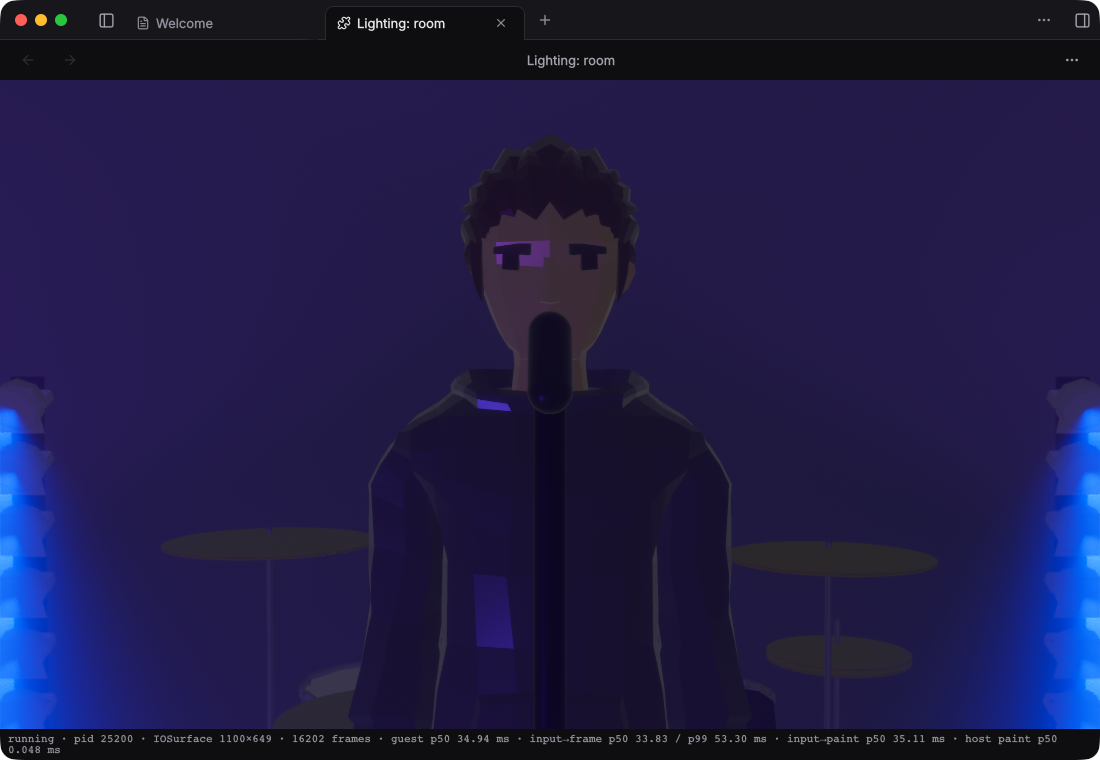 Welcome
Lighting: room
Lighting: room
running · pid 25200 · IOSurface 1100×649 · 16202 frames · guest p50 34.94 ms · input→frame p50 33.83 / p99 53.30 ms · input→paint p50 35.11 ms · host paint p50
0.048 ms